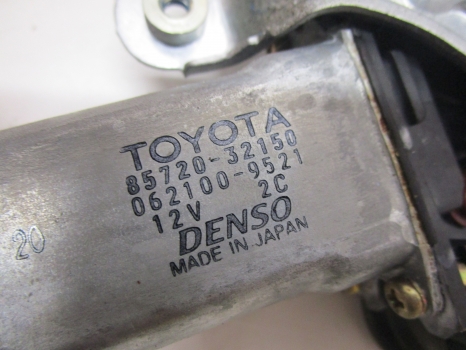 TOYOTA
85720-32150
062100-9521
12V 2C
DENSO
MADE IN JAPAN
20